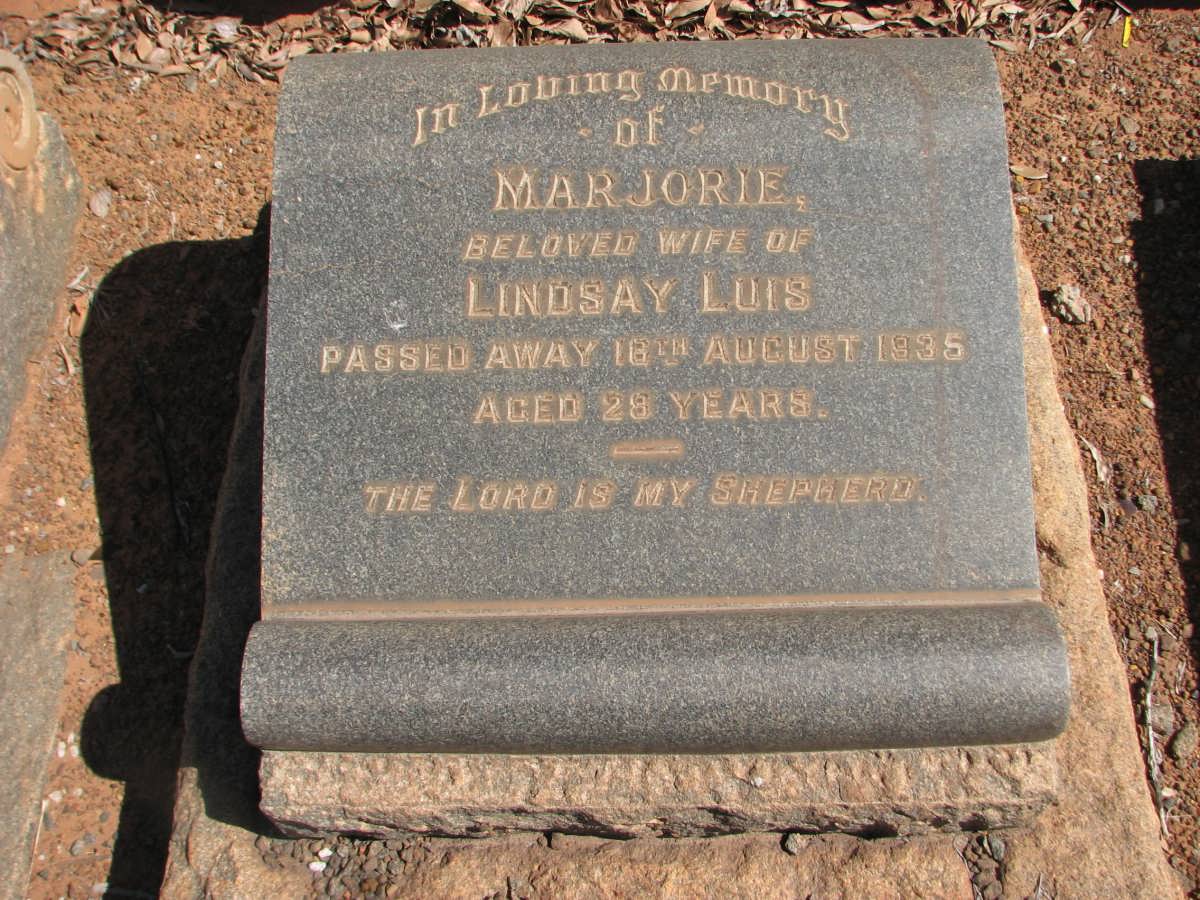 In Loving Memory
- of -
MARJORIE,
BELOVED WIFE OF
LINDSAY LUIS
PASSED AWAY 16TH AUGUST 1935
AGED 28 YEARS.
THE LORD IS MY SHEPHERD.